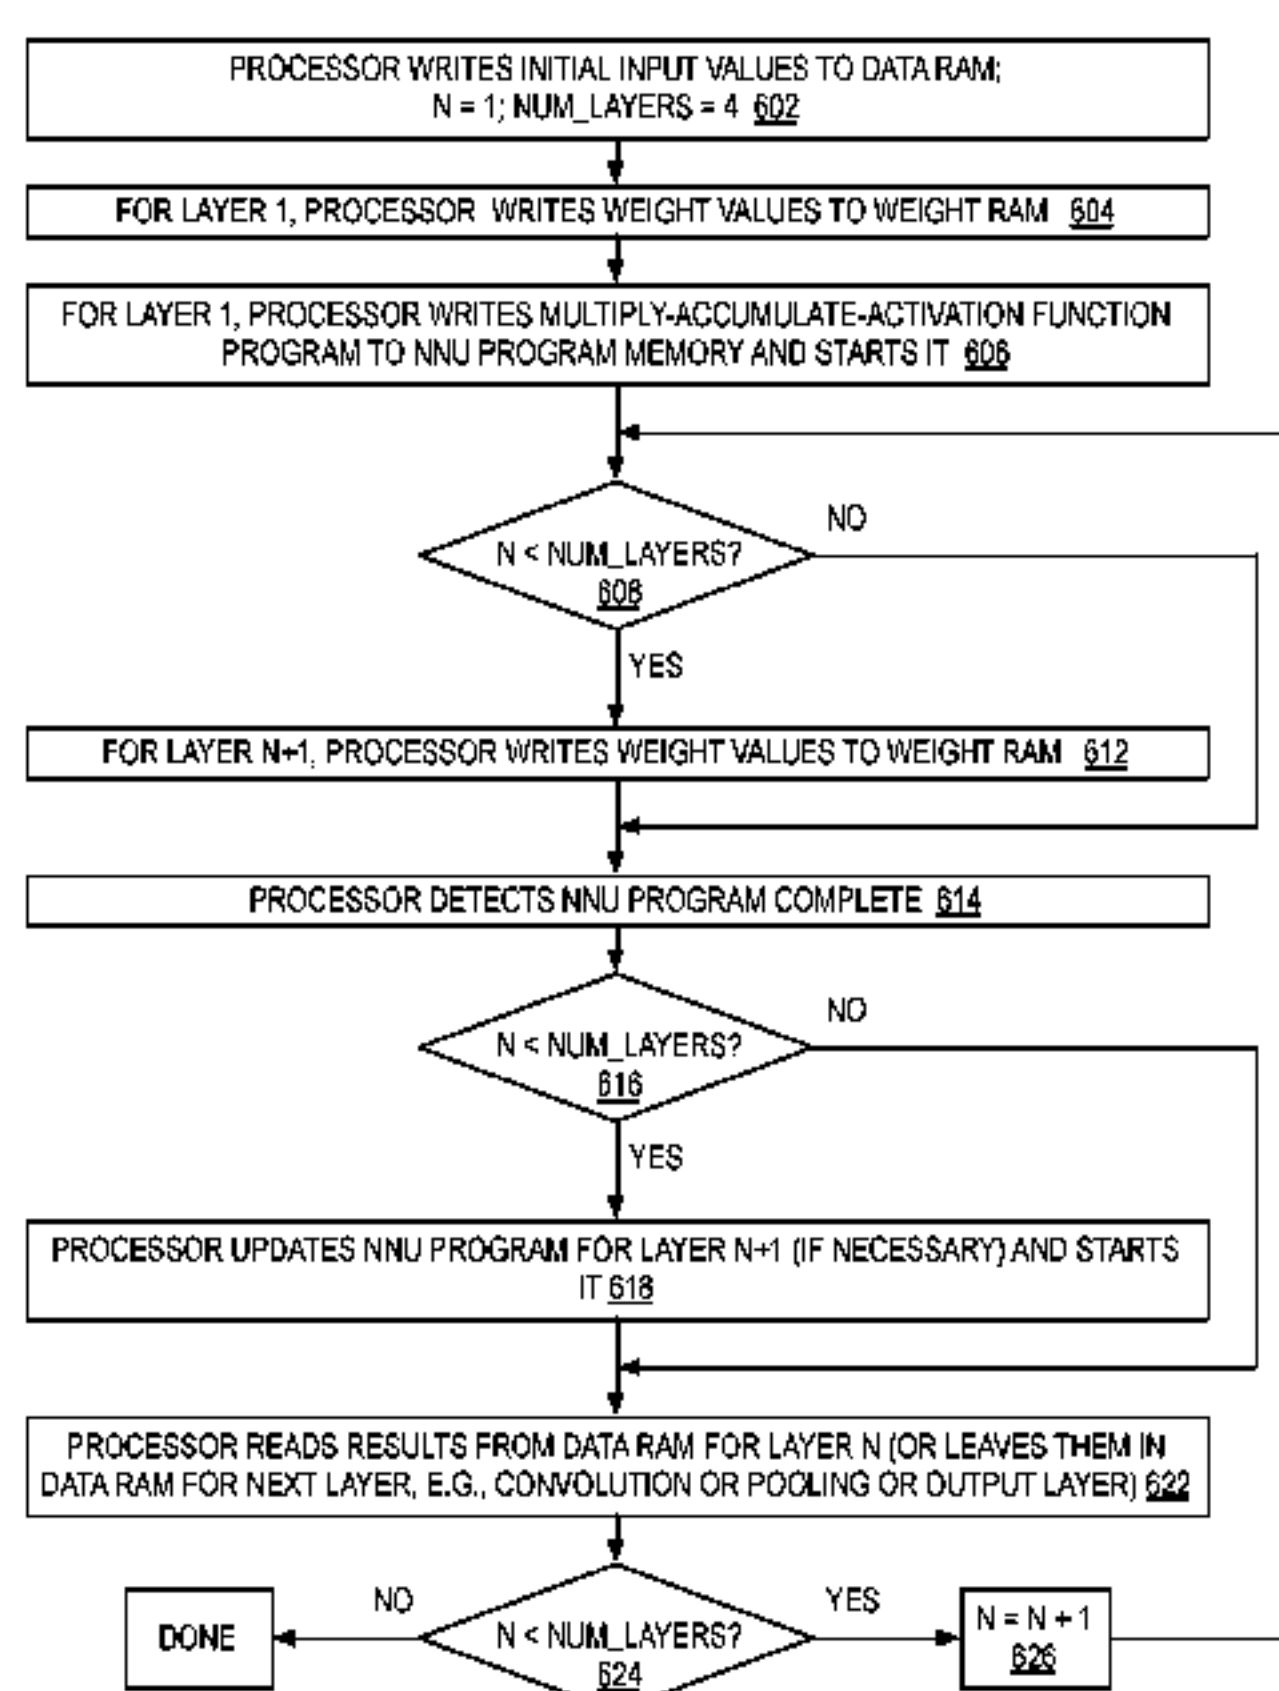 PROCESSOR WRITES INITIAL INPUT VALUES TO DATA RAM;
N = 1; NUM_LAYERS = 4 602
FOR LAYER 1, PROCESSOR WRITES WEIGHT VALUES TO WEIGHT RAM 604
FOR LAYER 1, PROCESSOR WRITES MULTIPLY-ACCUMULATE-ACTIVATION FUNCTION
PROGRAM TO NNU PROGRAM MEMORY AND STARTS IT 606
NO
N < NUM_LAYERS?
608
YES
FOR LAYER N+1, PROCESSOR WRITES WEIGHT VALUES TO WEIGHT RAM 612
PROCESSOR DETECTS NNU PROGRAM COMPLETE 614
NO
N < NUM_LAYERS?
616
YES
PROCESSOR UPDATES NNU PROGRAM FOR LAYER N+1 (IF NECESSARY) AND STARTS
IT 618
PROCESSOR READS RESULTS FROM DATA RAM FOR LAYER N (OR LEAVES THEM IN
DATA RAM FOR NEXT LAYER, E.G., CONVOLUTION OR POOLING OR OUTPUT LAYER) 622
NO
YES
DONE
N < NUM_LAYERS?
624
N = N + 1
626